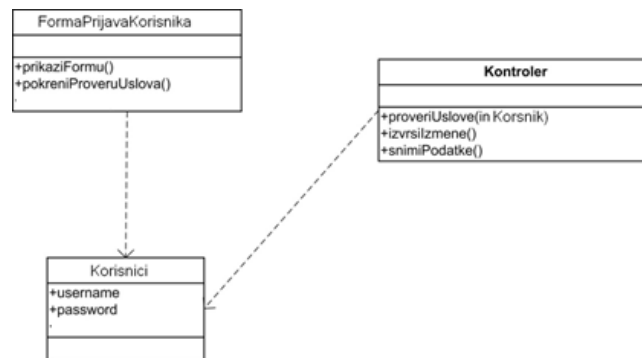 FormaPrijavaKorisnika
+prikaziFormu()
+pokreniProveruUslova()
.
Kontroler
+proveriUslove(in Korsnik)
+izvrsiIzmene()
+snimiPodatke()
Korisnici
+username
+password
.